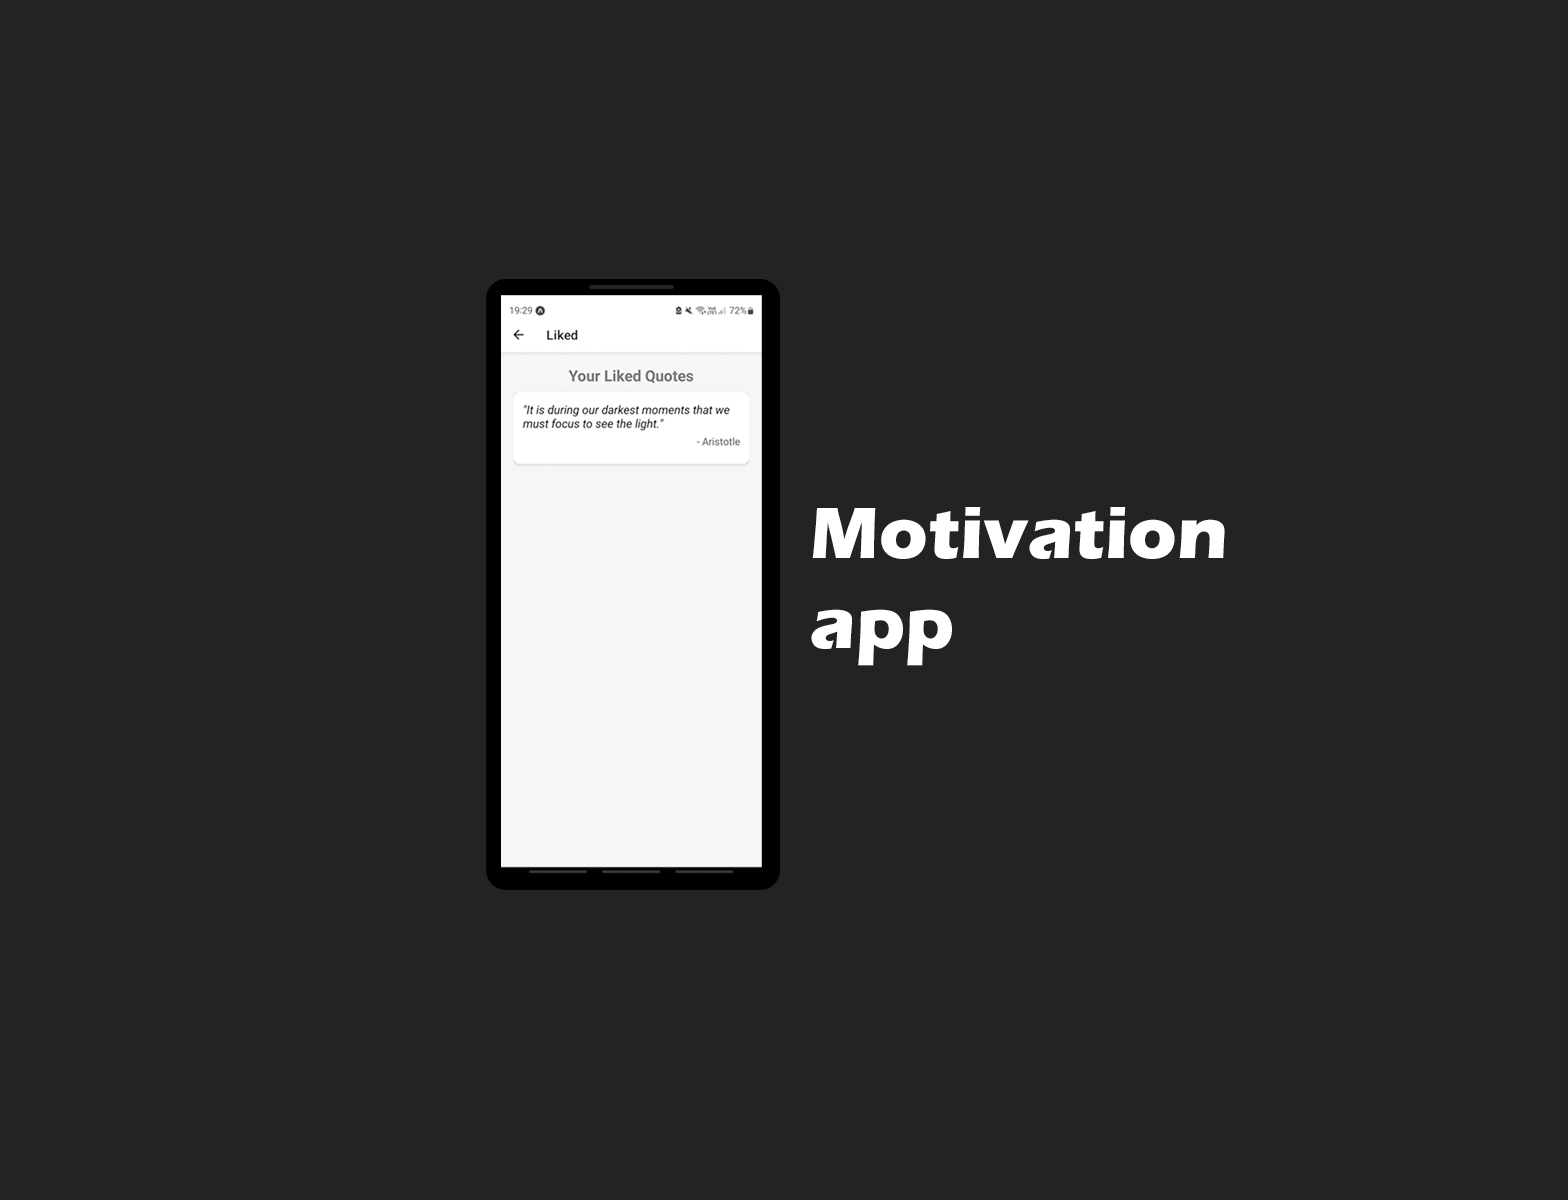 19:29 72%
Liked
Your Liked Quotes
"It is during our darkest moments that we
must focus to see the light."
- Aristotle
Motivation
app